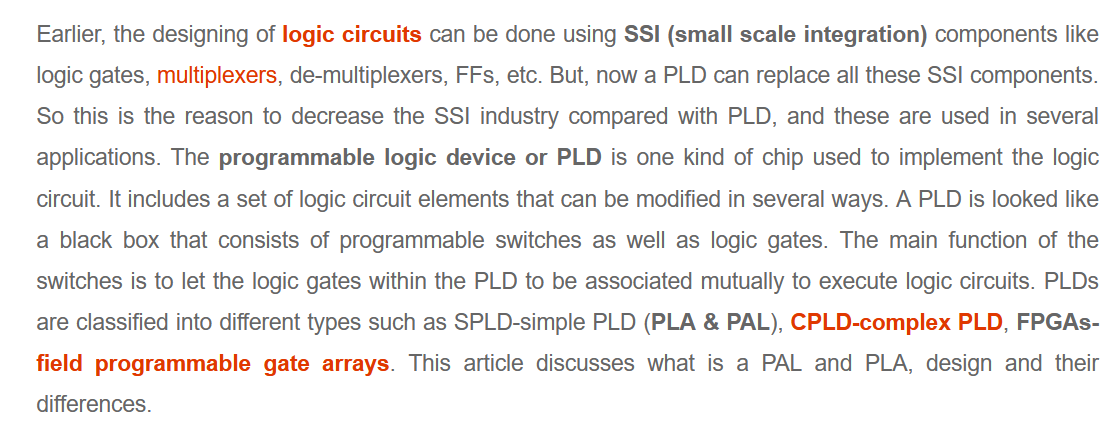 Earlier, the designing of logic circuits can be done using SSI (small scale integration) components like
logic gates, multiplexers, de-multiplexers, FFs, etc. But, now a PLD can replace all these SSI components.
So this is the reason to decrease the SSI industry compared with PLD, and these are used in several
applications. The programmable logic device or PLD is one kind of chip used to implement the logic
circuit. It includes a set of logic circuit elements that can be modified in several ways. A PLD is looked like
a black box that consists of programmable switches as well as logic gates. The main function of the
switches is to let the logic gates within the PLD to be associated mutually to execute logic circuits. PLDs
are classified into different types such as SPLD-simple PLD (PLA & PAL), CPLD-complex PLD, FPGAs-
field programmable gate arrays. This article discusses what is a PAL and PLA, design and their
differences.